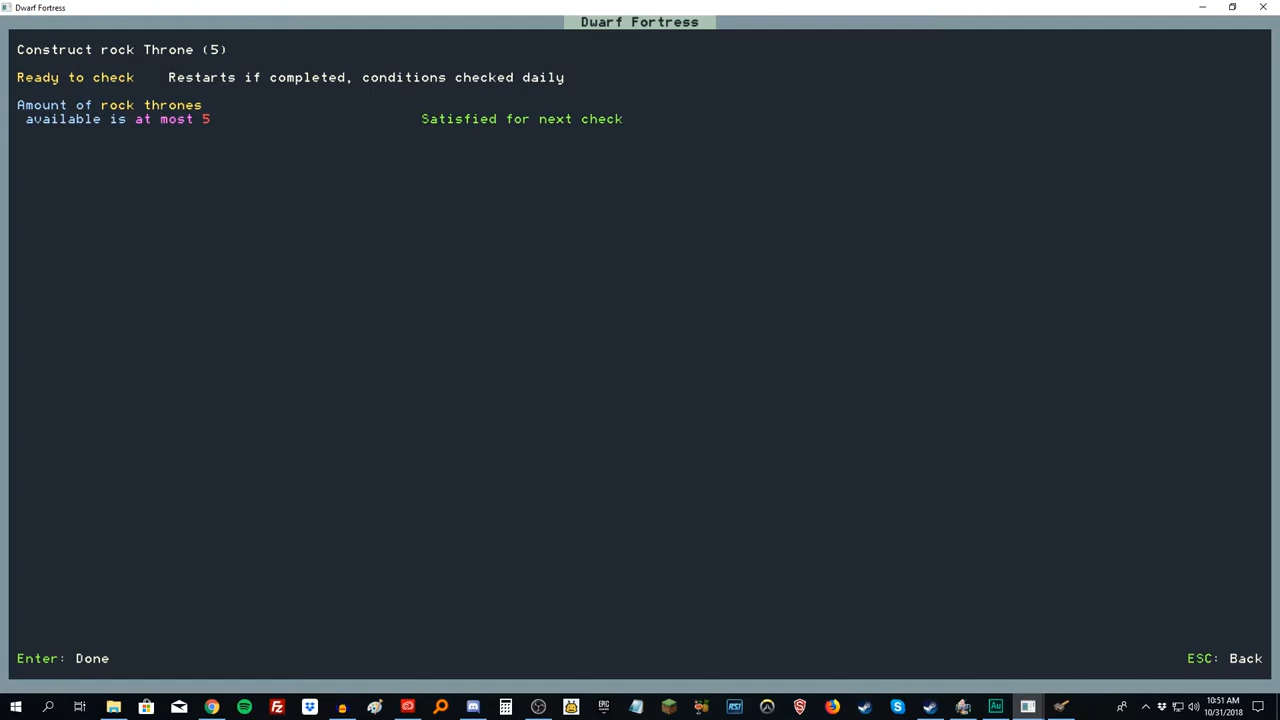 Dwarf Fortress
Dwarf Fortress
Construct rock Throne (5)
Ready to check Restarts if completed, conditions checked daily
Amount of rock thrones
available is at most 5 Satisfied for next check
Enter: Done ESC: Back
10:51 AM
10/31/2018